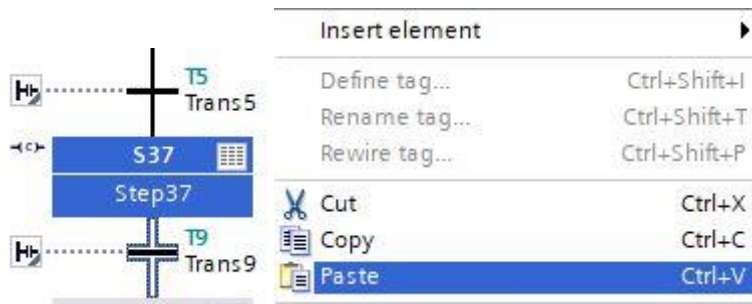 T5
Trans5
S37
Step37
T9
Trans9
Insert element
Define tag... Ctrl+Shift+I
Rename tag... Ctrl+Shift+T
Rewire tag... Ctrl+Shift+P
Cut Ctrl+X
Copy Ctrl+C
Paste Ctrl+V